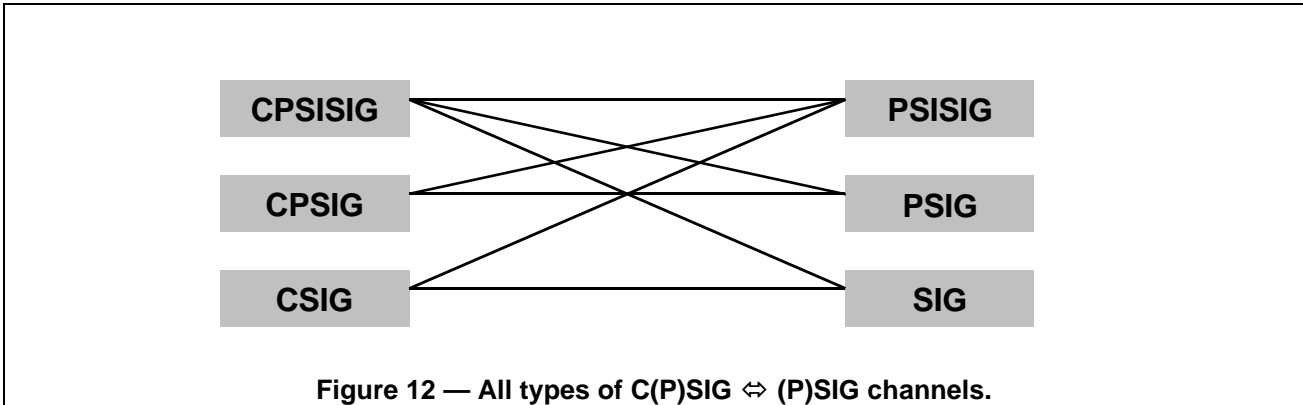 CPSISIG PSISIG
CPSIG PSIG
CSIG SIG
Figure 12 — All types of C(P)SIG ⇔ (P)SIG channels.